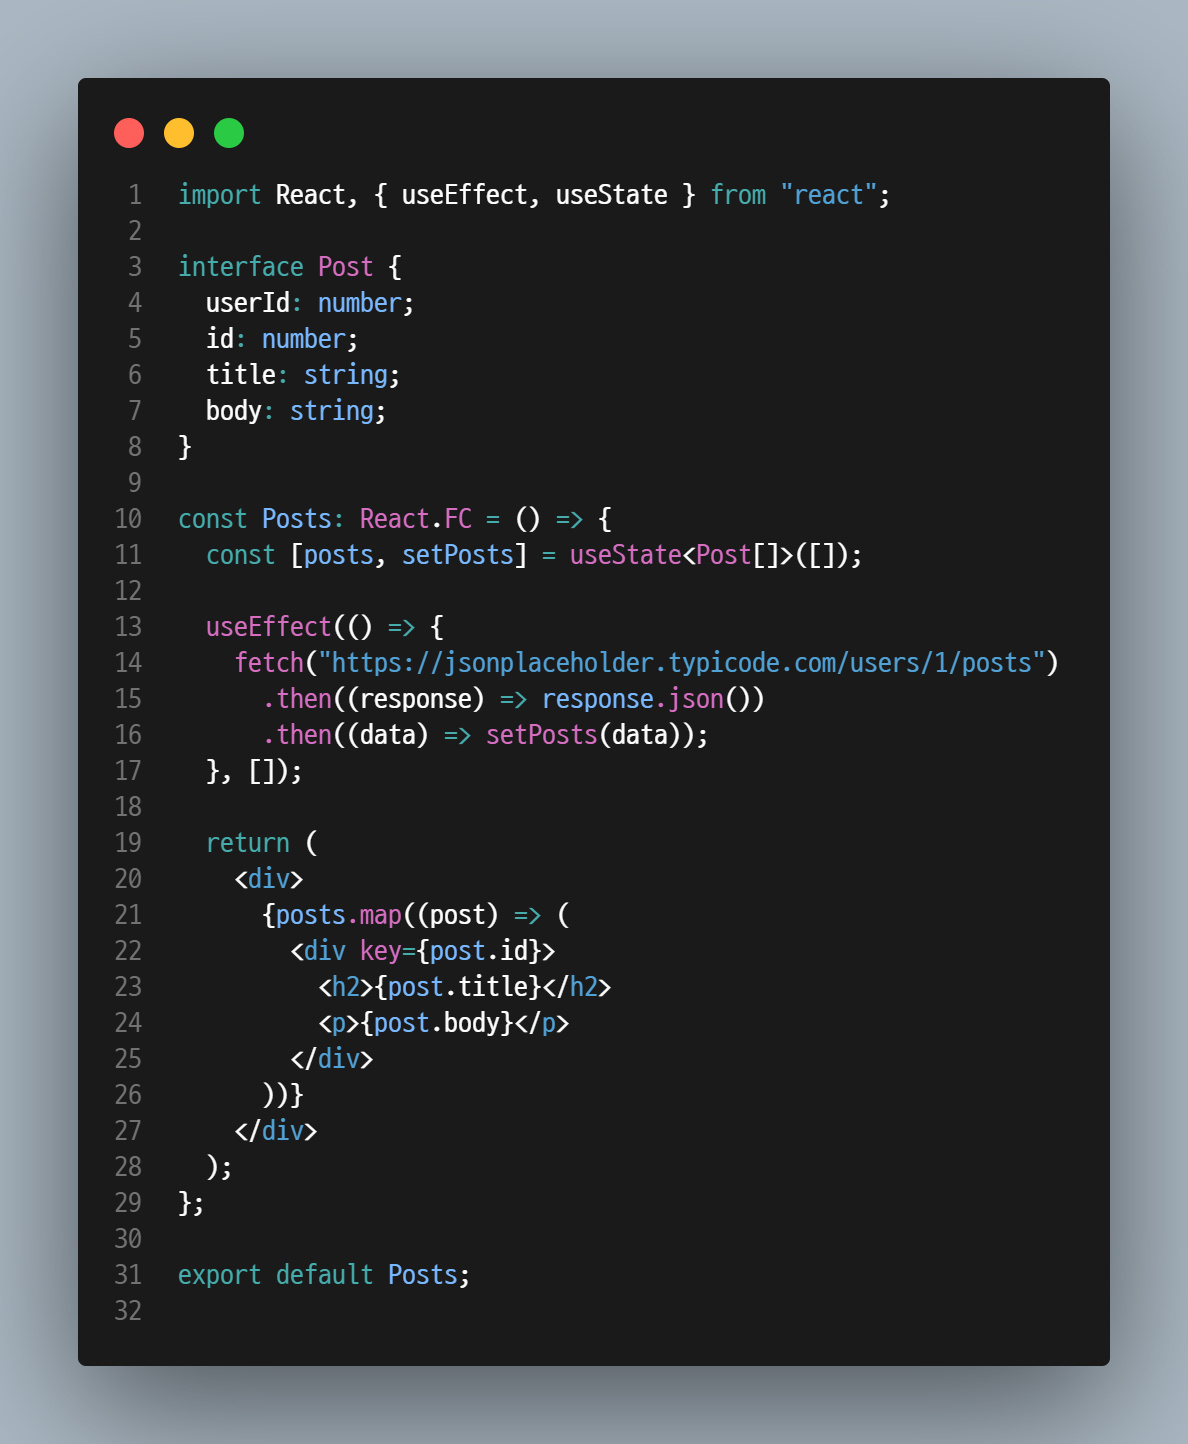 1 import React, { useEffect, useState } from "react";
2
3 interface Post {
4   userId: number;
5   id: number;
6   title: string;
7   body: string;
8 }
9
10 const Posts: React.FC = () => {
11   const [posts, setPosts] = useState<Post[]>([]);
12
13   useEffect(() => {
14     fetch("https://jsonplaceholder.typicode.com/users/1/posts")
15       .then((response) => response.json())
16       .then((data) => setPosts(data));
17   }, []);
18
19   return (
20     <div>
21       {posts.map((post) => (
22         <div key={post.id}>
23           <h2>{post.title}</h2>
24           <p>{post.body}</p>
25         </div>
26       ))}
27     </div>
28   );
29 };
30
31 export default Posts;
32